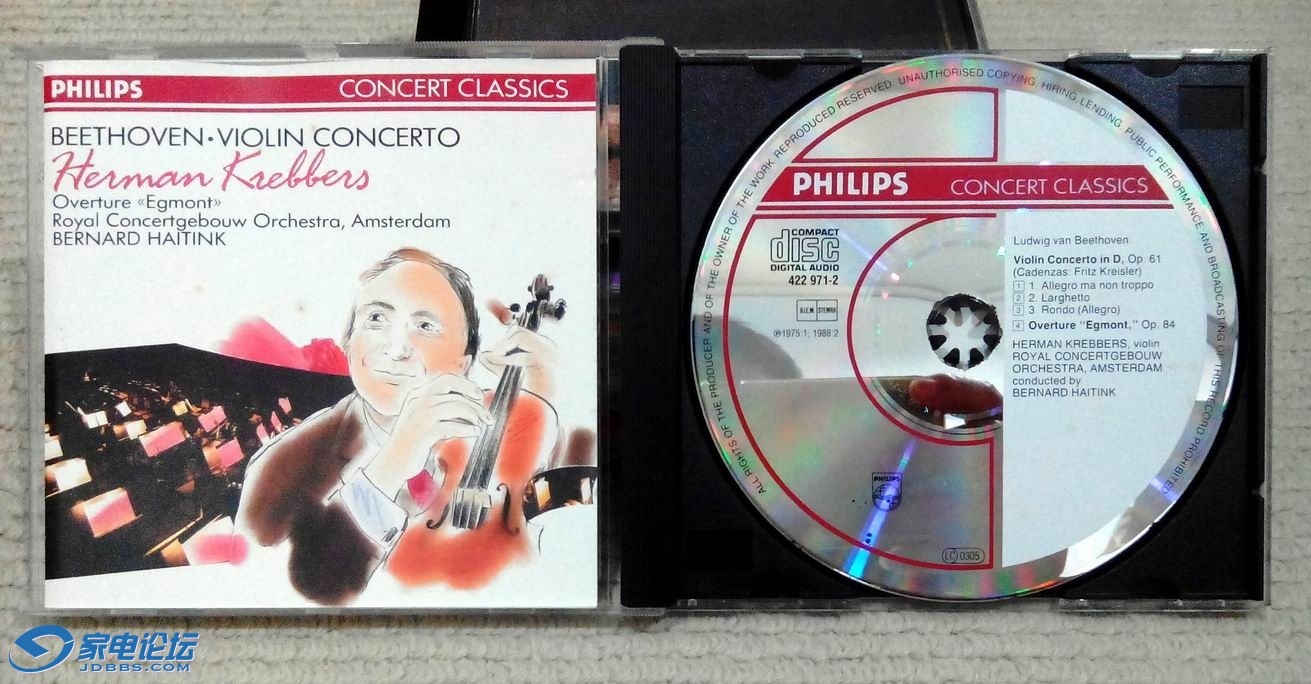 PHILIPS CONCERT CLASSICS
BEETHOVEN • VIOLIN CONCERTO
Herman Krebbers
Overture «Egmont»
Royal Concertgebouw Orchestra, Amsterdam
BERNARD HAITINK
ALL RIGHTS OF THE PRODUCER AND OF THE OWNER OF THE WORK REPRODUCED RESERVED UNAUTHORISED COPYING, HIRING, LENDING, PUBLIC PERFORMANCE AND BROADCASTING OF THIS RECORD PROHIBITED
PHILIPS CONCERT CLASSICS
COMPACT
disc
DIGITAL AUDIO
422 971-2
B.I.E.M. STEMRA
℗1975:1; 1988:2
Ludwig van Beethoven
Violin Concerto in D, Op. 61
(Cadenzas: Fritz Kreisler)
1 1. Allegro ma non troppo
2 2. Larghetto
3 3. Rondo (Allegro)
4 Overture "Egmont," Op. 84
HERMAN KREBBERS, violin
ROYAL CONCERTGEBOUW
ORCHESTRA, AMSTERDAM
conducted by
BERNARD HAITINK
PHILIPS
LC 0305
家电论坛
JDBBS.COM